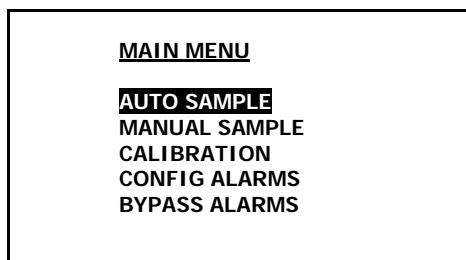 MAIN MENU
AUTO SAMPLE
MANUAL SAMPLE
CALIBRATION
CONFIG ALARMS
BYPASS ALARMS